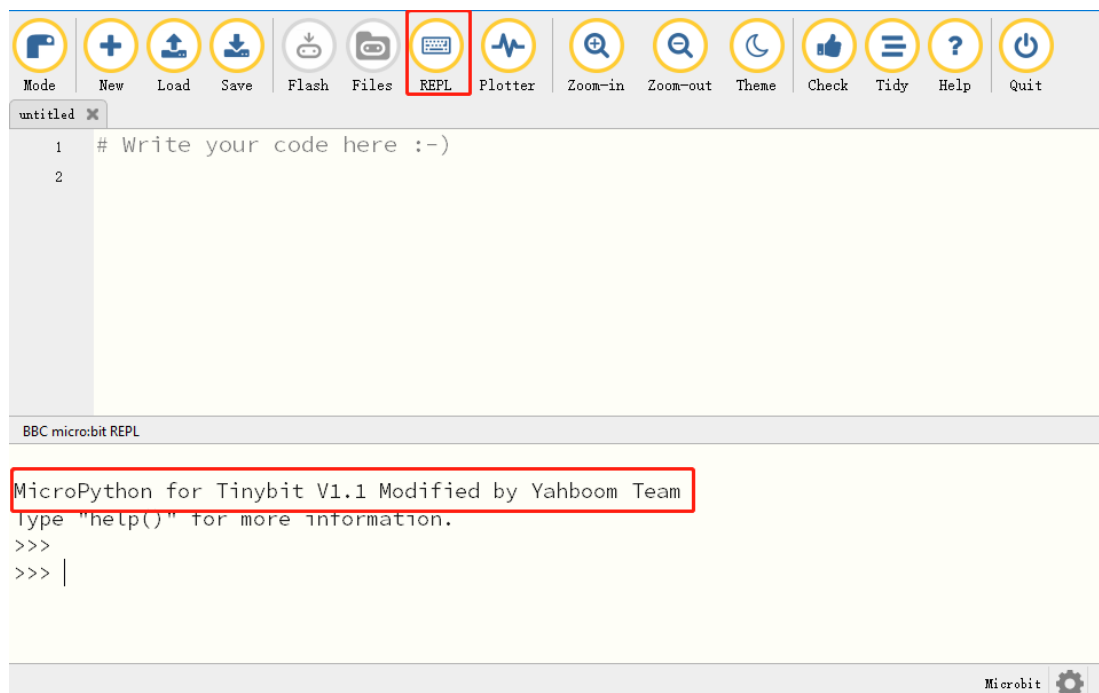 Mode New Load Save Flash Files REPL Plotter Zoom-in Zoom-out Theme Check Tidy Help Quit
untitled
1 # Write your code here :-)
2
BBC micro:bit REPL
MicroPython for Tinybit V1.1 Modified by Yahboom Team
Type "help()" for more information.
>>>
>>>
Microbit